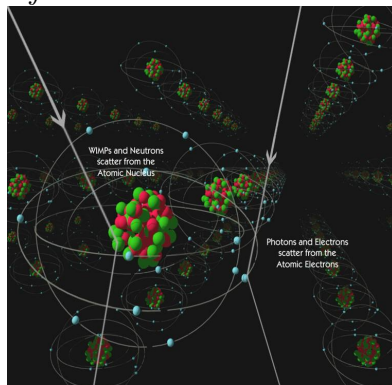 WIMPs and Neutrons
scatter from the
Atomic Nucleus
Photons and Electrons
scatter from the
Atomic Electrons